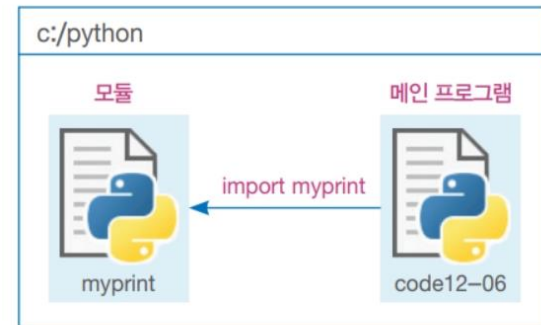 c:/python
모듈
메인 프로그램
import myprint
myprint
code12–06